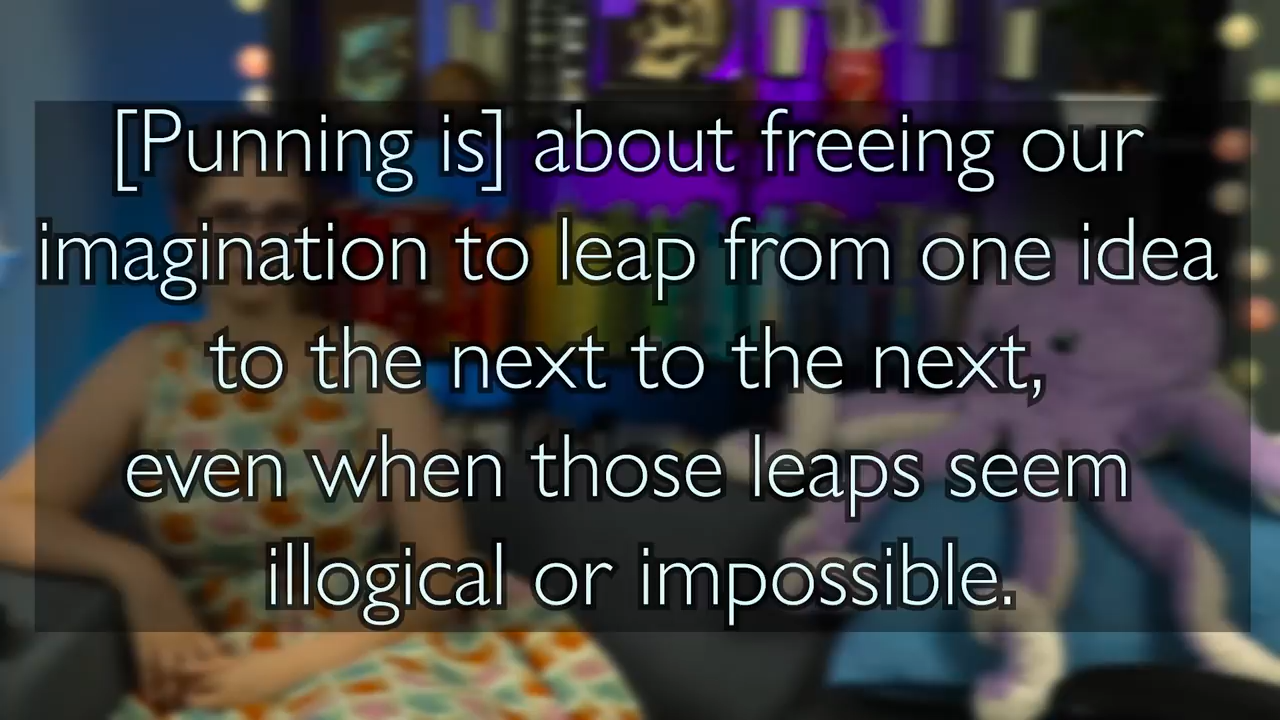 [Punning is] about freeing our
imagination to leap from one idea
to the next to the next,
even when those leaps seem
illogical or impossible.